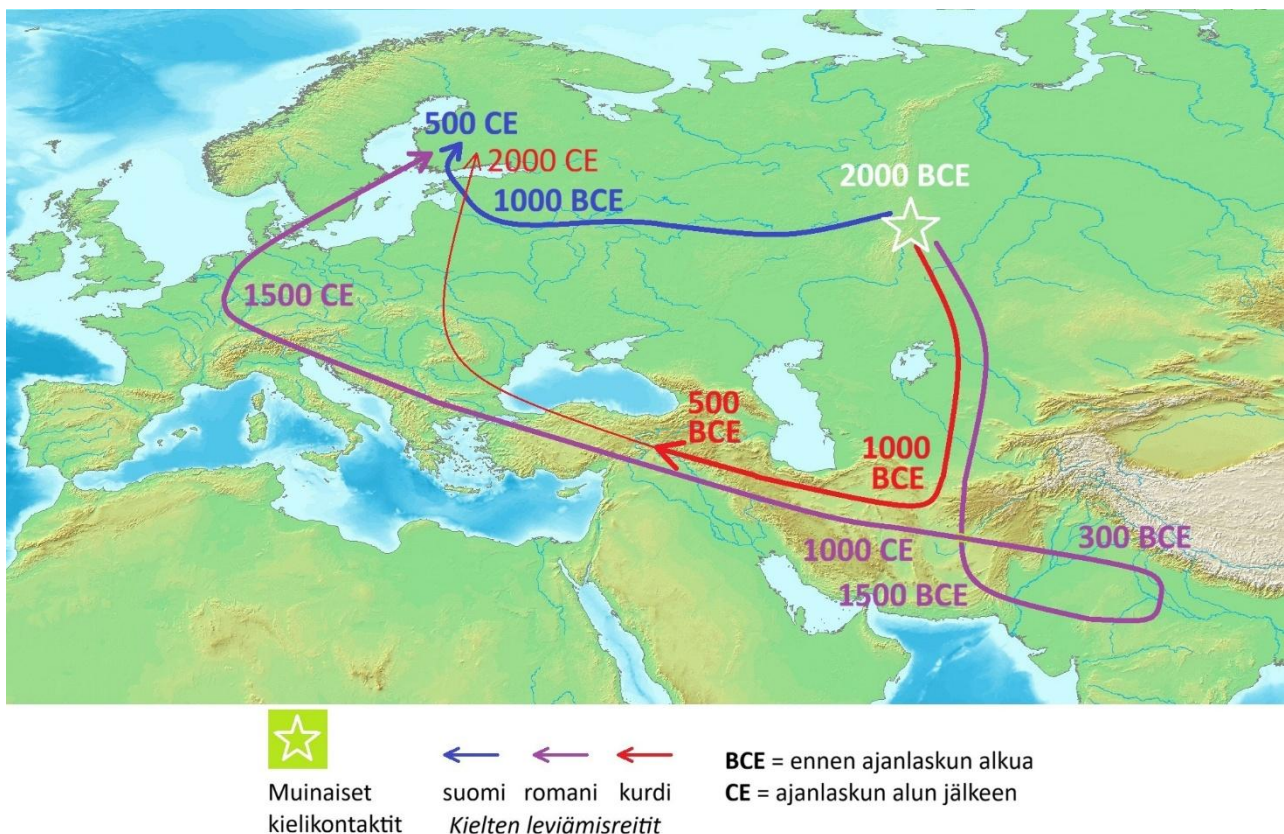 500 CE
2000 CE
2000 BCE
1000 BCE
1500 CE
500
BCE
1000
BCE
300 BCE
1000 CE
1500 BCE
Muinaiset
kielikontaktit
suomi romani kurdi
Kielten leviämisreitit
BCE = ennen ajanlaskun alkua
CE = ajanlaskun alun jälkeen